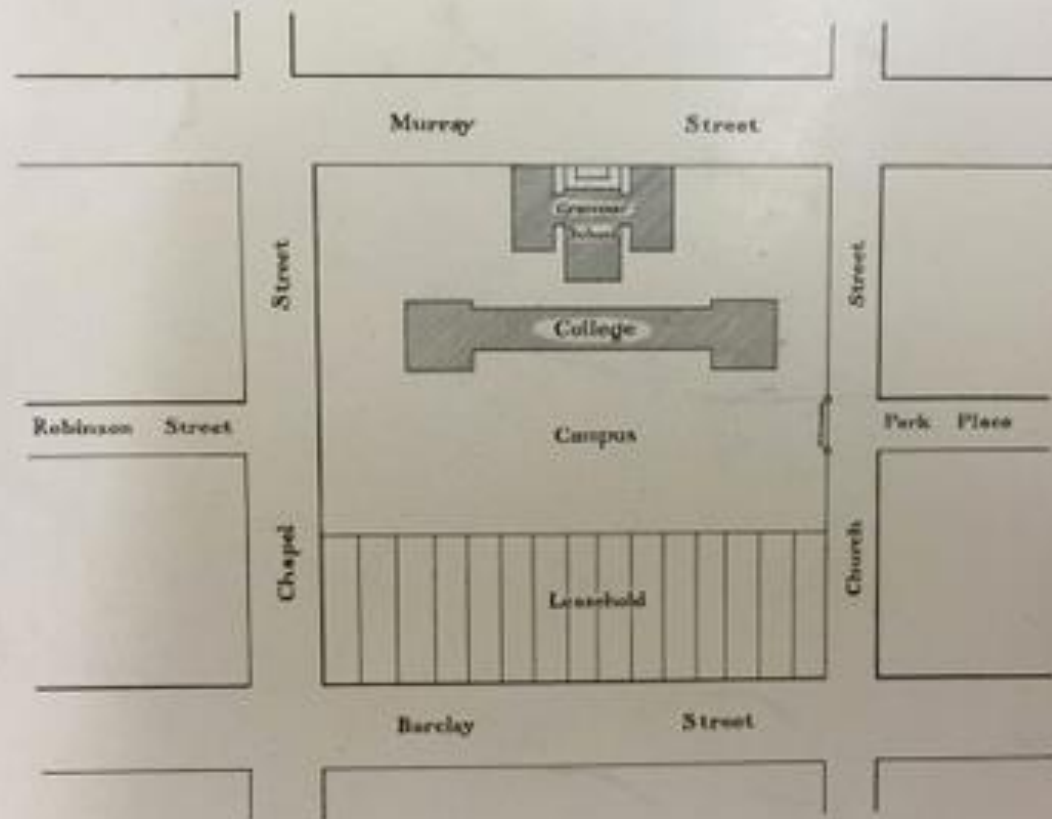 Murray Street
Grammar
School
Street
Street
College
Robinson Street
Campus
Park Place
Chapel
Church
Leasehold
Barclay Street